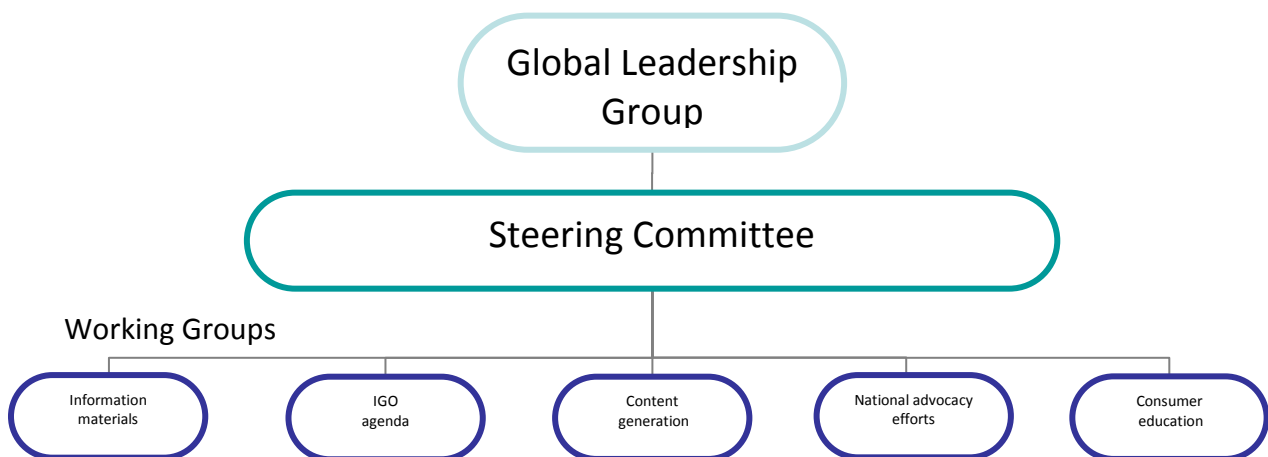 Global Leadership
Group
Steering Committee
Working Groups
Information
materials
IGO
agenda
Content
generation
National advocacy
efforts
Consumer
education